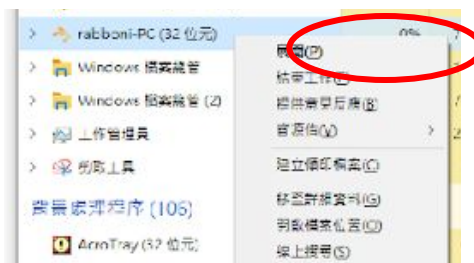 rabboni-PC (32 位元)
0%
展開(P)
Windows 檔案總管
結束工作(E)
Windows 檔案總管 (2)
提供意見反應(B)
工作管理員
資源值(V)
剪取工具
建立傾印檔案(C)
移至詳細資料(G)
背景處理程序 (106)
開啟檔案位置(O)
AcroTray (32 位元)
線上搜尋(S)